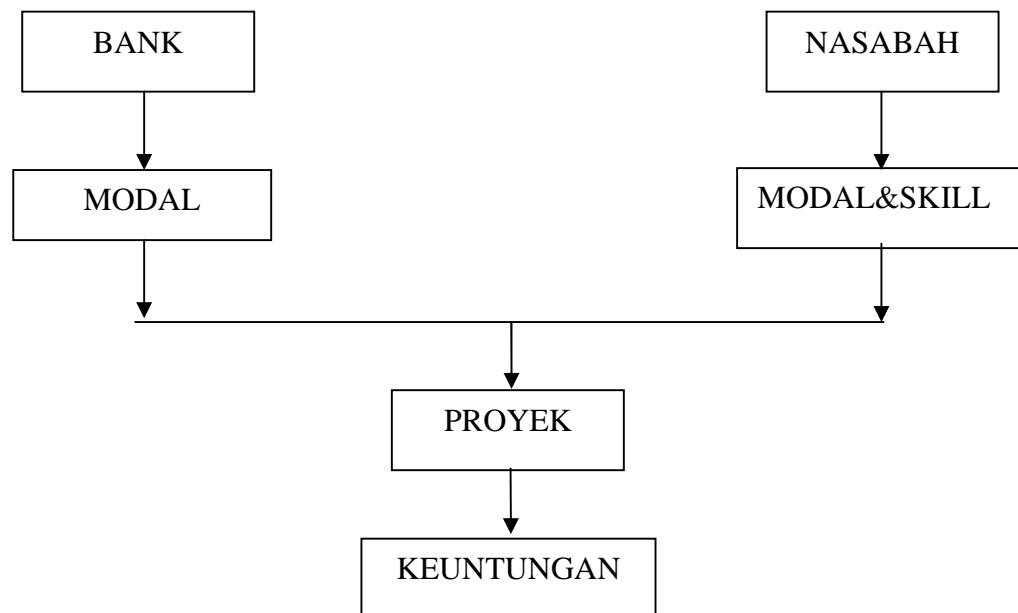 BANK
NASABAH
MODAL
MODAL&SKILL
PROYEK
KEUNTUNGAN